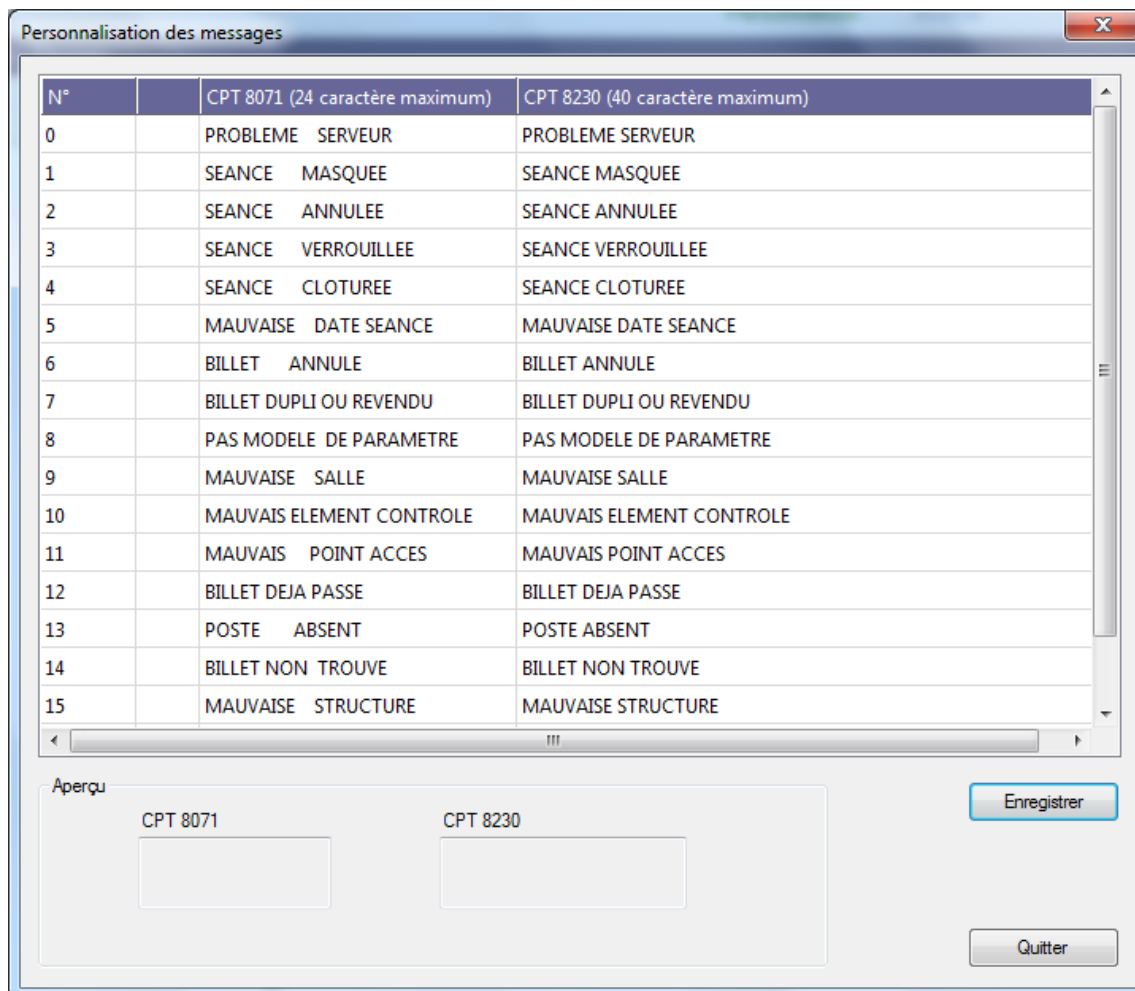 Personnalisation des messages
N° CPT 8071 (24 caractère maximum) CPT 8230 (40 caractère maximum)
0 PROBLEME SERVEUR PROBLEME SERVEUR
1 SEANCE MASQUEE SEANCE MASQUEE
2 SEANCE ANNULEE SEANCE ANNULEE
3 SEANCE VERROUILLEE SEANCE VERROUILLEE
4 SEANCE CLOTUREE SEANCE CLOTUREE
5 MAUVAISE DATE SEANCE MAUVAISE DATE SEANCE
6 BILLET ANNULE BILLET ANNULE
7 BILLET DUPLI OU REVENDU BILLET DUPLI OU REVENDU
8 PAS MODELE DE PARAMETRE PAS MODELE DE PARAMETRE
9 MAUVAISE SALLE MAUVAISE SALLE
10 MAUVAIS ELEMENT CONTROLE MAUVAIS ELEMENT CONTROLE
11 MAUVAIS POINT ACCES MAUVAIS POINT ACCES
12 BILLET DEJA PASSE BILLET DEJA PASSE
13 POSTE ABSENT POSTE ABSENT
14 BILLET NON TROUVE BILLET NON TROUVE
15 MAUVAISE STRUCTURE MAUVAISE STRUCTURE
Aperçu
CPT 8071 CPT 8230
Enregistrer
Quitter